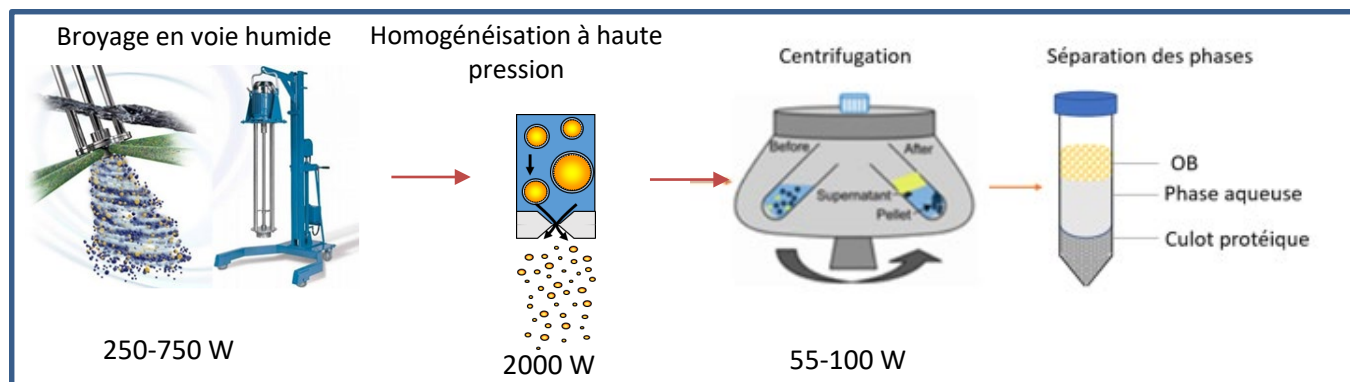 Broyage en voie humide
Homogénéisation à haute
pression
Centrifugation
Séparation des phases
Before
After
Supernatant
Pellet
OB
Phase aqueuse
Culot protéique
250-750 W
2000 W
55-100 W